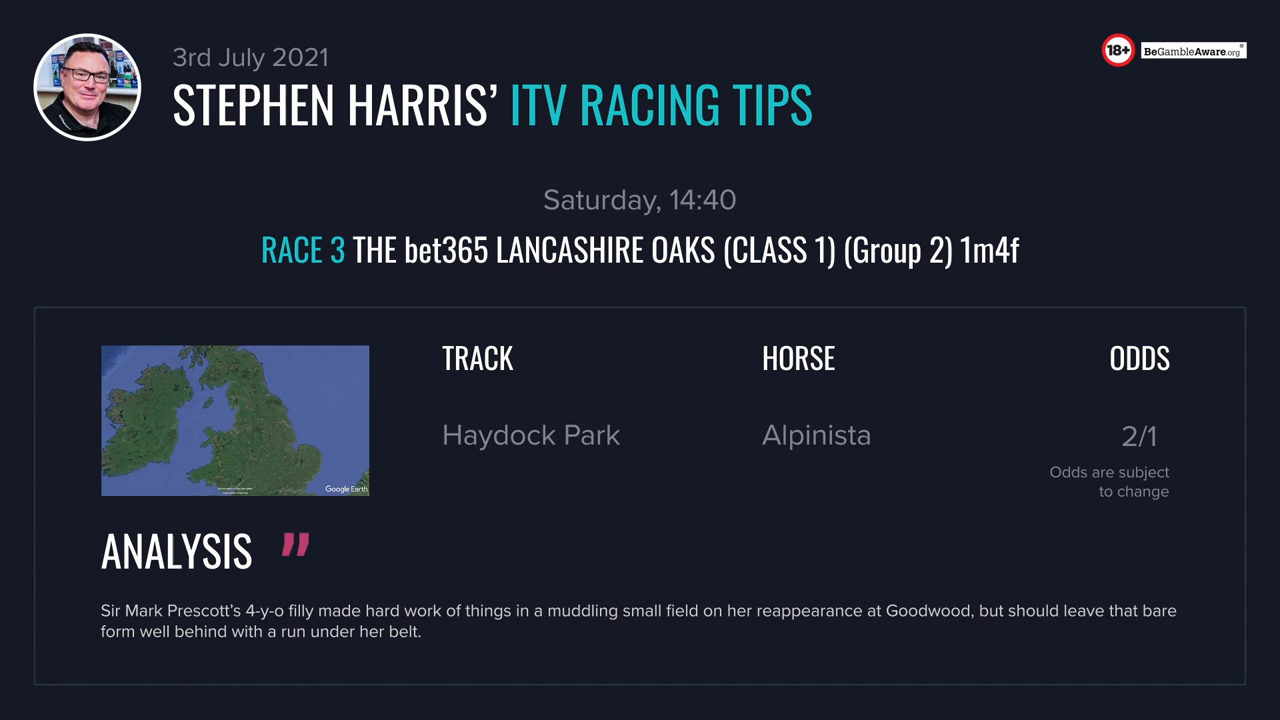 3rd July 2021
STEPHEN HARRIS’ ITV RACING TIPS
18+
BeGambleAware.org®
Saturday, 14:40
RACE 3 THE bet365 LANCASHIRE OAKS (CLASS 1) (Group 2) 1m4f
TRACK
HORSE
ODDS
Haydock Park
Alpinista
2/1
Odds are subject
to change
Google Earth
ANALYSIS ”
Sir Mark Prescott’s 4-y-o filly made hard work of things in a muddling small field on her reappearance at Goodwood, but should leave that bare
form well behind with a run under her belt.